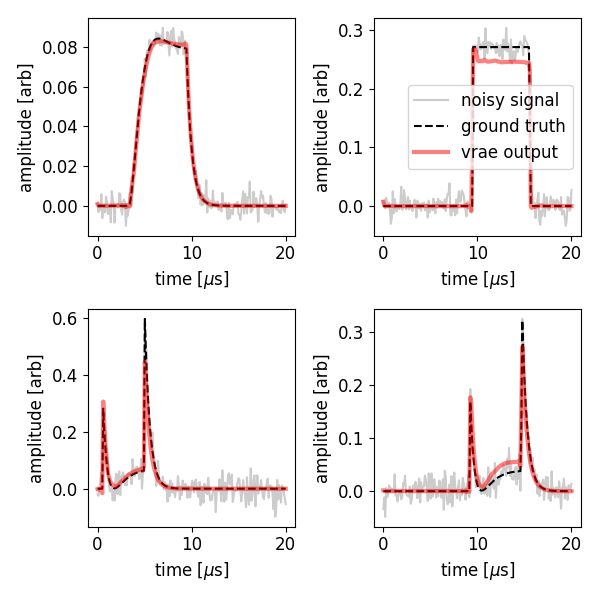 amplitude [arb]
0.08
0.06
0.04
0.02
0.00
0
10
20
time [μs]
amplitude [arb]
0.3
0.2
0.1
0.0
noisy signal
ground truth
vrae output
0
10
20
time [μs]
amplitude [arb]
0.6
0.4
0.2
0.0
0
10
20
time [μs]
amplitude [arb]
0.3
0.2
0.1
0.0
0
10
20
time [μs]